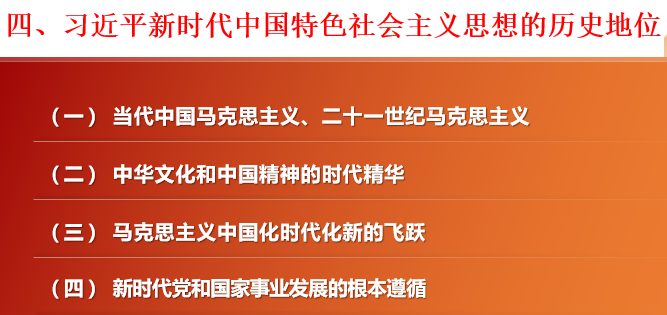 四、习近平新时代中国特色社会主义思想的历史地位
（一） 当代中国马克思主义、二十一世纪马克思主义
（二） 中华文化和中国精神的时代精华
（三） 马克思主义中国化时代化新的飞跃
（四） 新时代党和国家事业发展的根本遵循